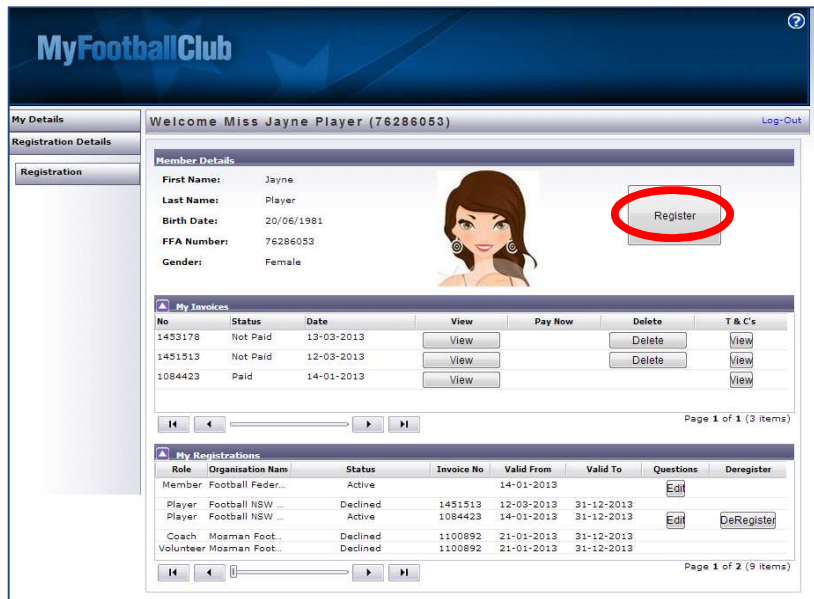 ?
MyFootballClub
My Details
Welcome Miss Jayne Player (76286053) Log-Out
Registration Details
Registration
Member Details
First Name: Jayne
Last Name: Player
Birth Date: 20/06/1981
FFA Number: 76286053
Gender: Female
Register
My Invoices
No Status Date View Pay Now Delete T & C's
1453178 Not Paid 13-03-2013 View Delete View
1451513 Not Paid 12-03-2013 View Delete View
1084423 Paid 14-01-2013 View View
Page 1 of 1 (3 items)
My Registrations
Role Organisation Nam Status Invoice No Valid From Valid To Questions Deregister
Member Football Feder... Active 14-01-2013 Edit
Player Football NSW ... Declined 1451513 12-03-2013 31-12-2013
Player Football NSW ... Active 1084423 14-01-2013 31-12-2013 Edit DeRegister
Coach Mosman Foot... Declined 1100892 21-01-2013 31-12-2013
Volunteer Mosman Foot... Declined 1100892 21-01-2013 31-12-2013
Page 1 of 2 (9 items)